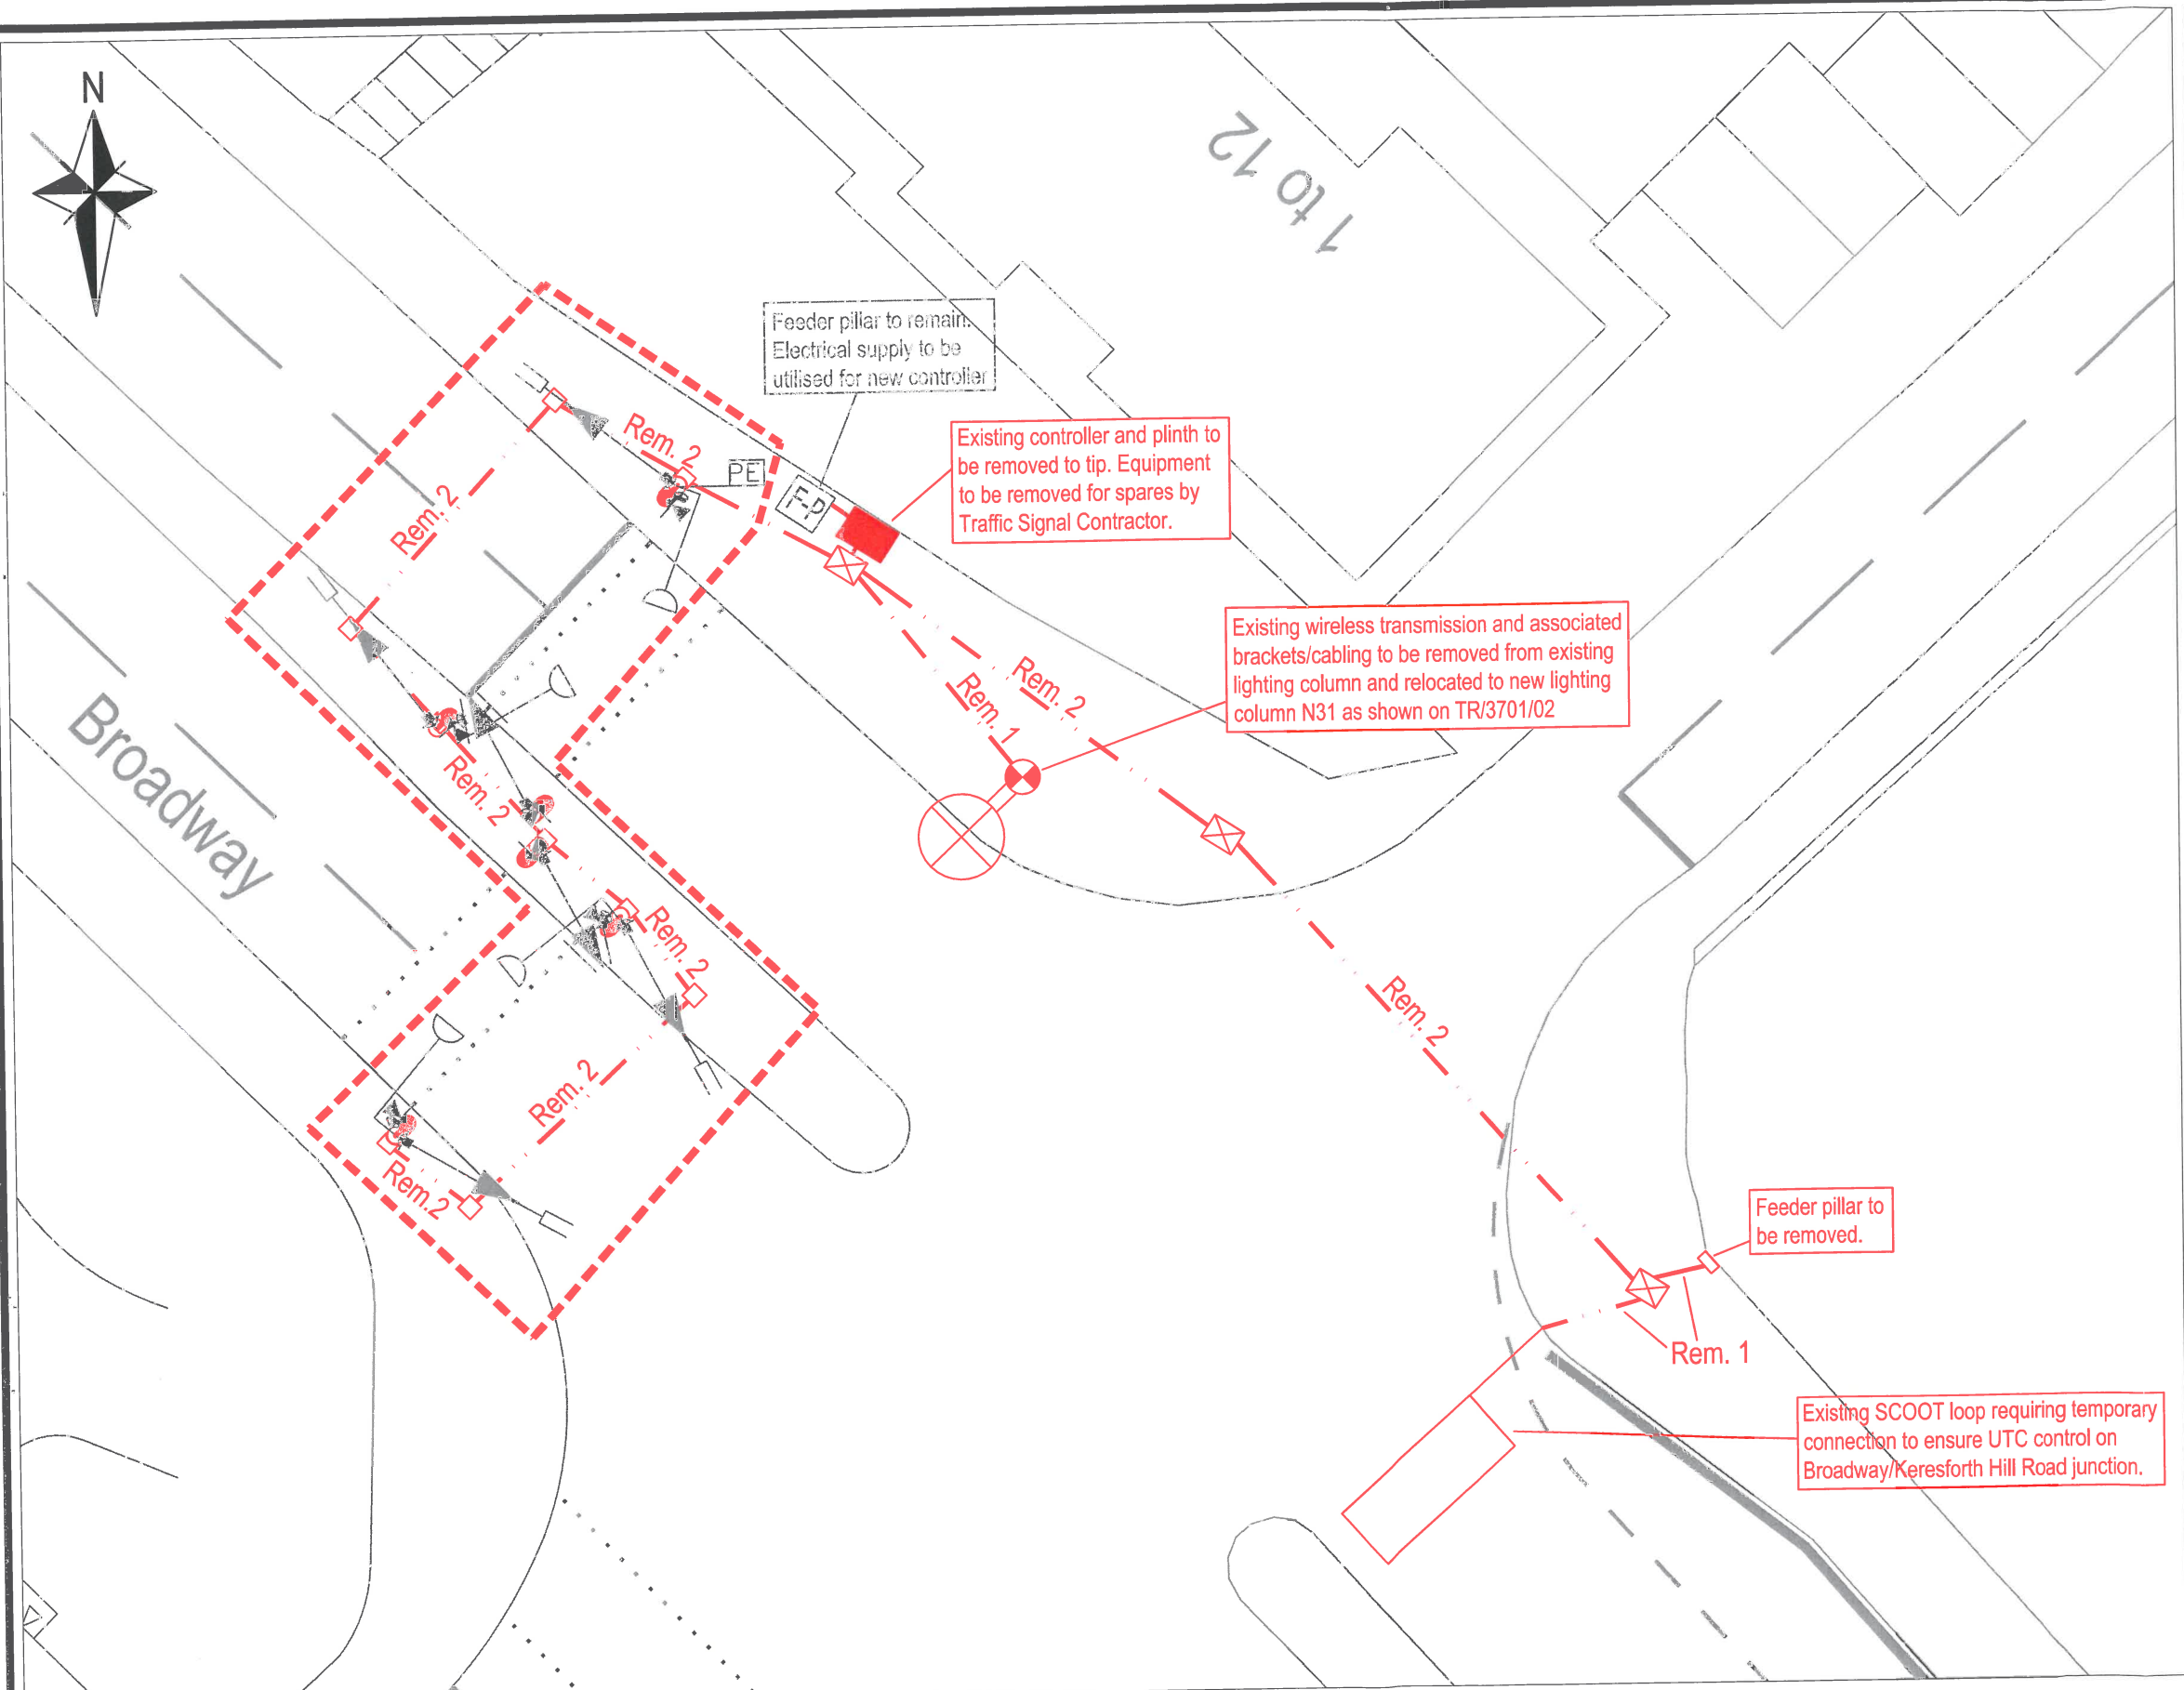 N
1 to 12
Feeder pillar to remain.
Electrical supply to be
utilised for new controller
Rem. 2
PE
F-P
Existing controller and plinth to
be removed to tip. Equipment
to be removed for spares by
Traffic Signal Contractor.
Rem. 2
Existing wireless transmission and associated
brackets/cabling to be removed from existing
lighting column and relocated to new lighting
column N31 as shown on TR/3701/02
Rem. 2
Rem. 1
Broadway
Rem. 2
Rem. 2
Rem. 2
Rem. 2
Rem.2
Feeder pillar to
be removed.
Rem. 1
Existing SCOOT loop requiring temporary
connection to ensure UTC control on
Broadway/Keresforth Hill Road junction.